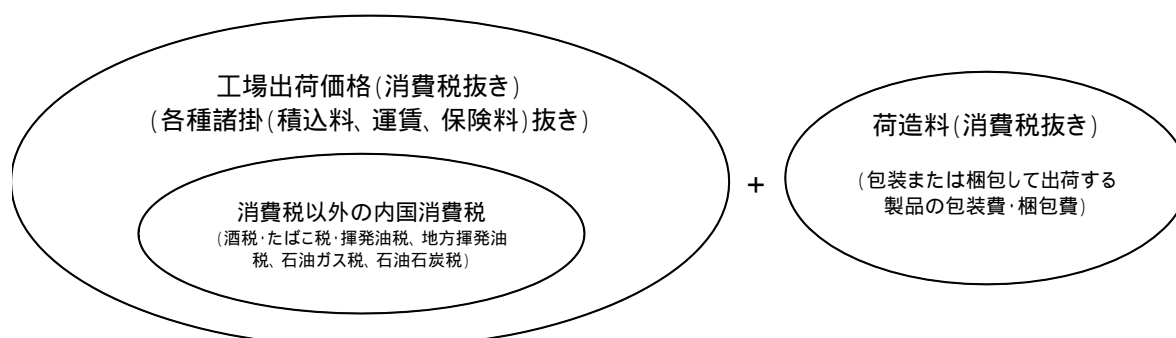 工場出荷価格(消費税抜き)
(各種諸掛(積込料、運賃、保険料)抜き)
消費税以外の内国消費税
(酒税・たばこ税・揮発油税、地方揮発油
税、石油ガス税、石油石炭税)
+
荷造料(消費税抜き)
(包装または梱包して出荷する
製品の包装費・梱包費)